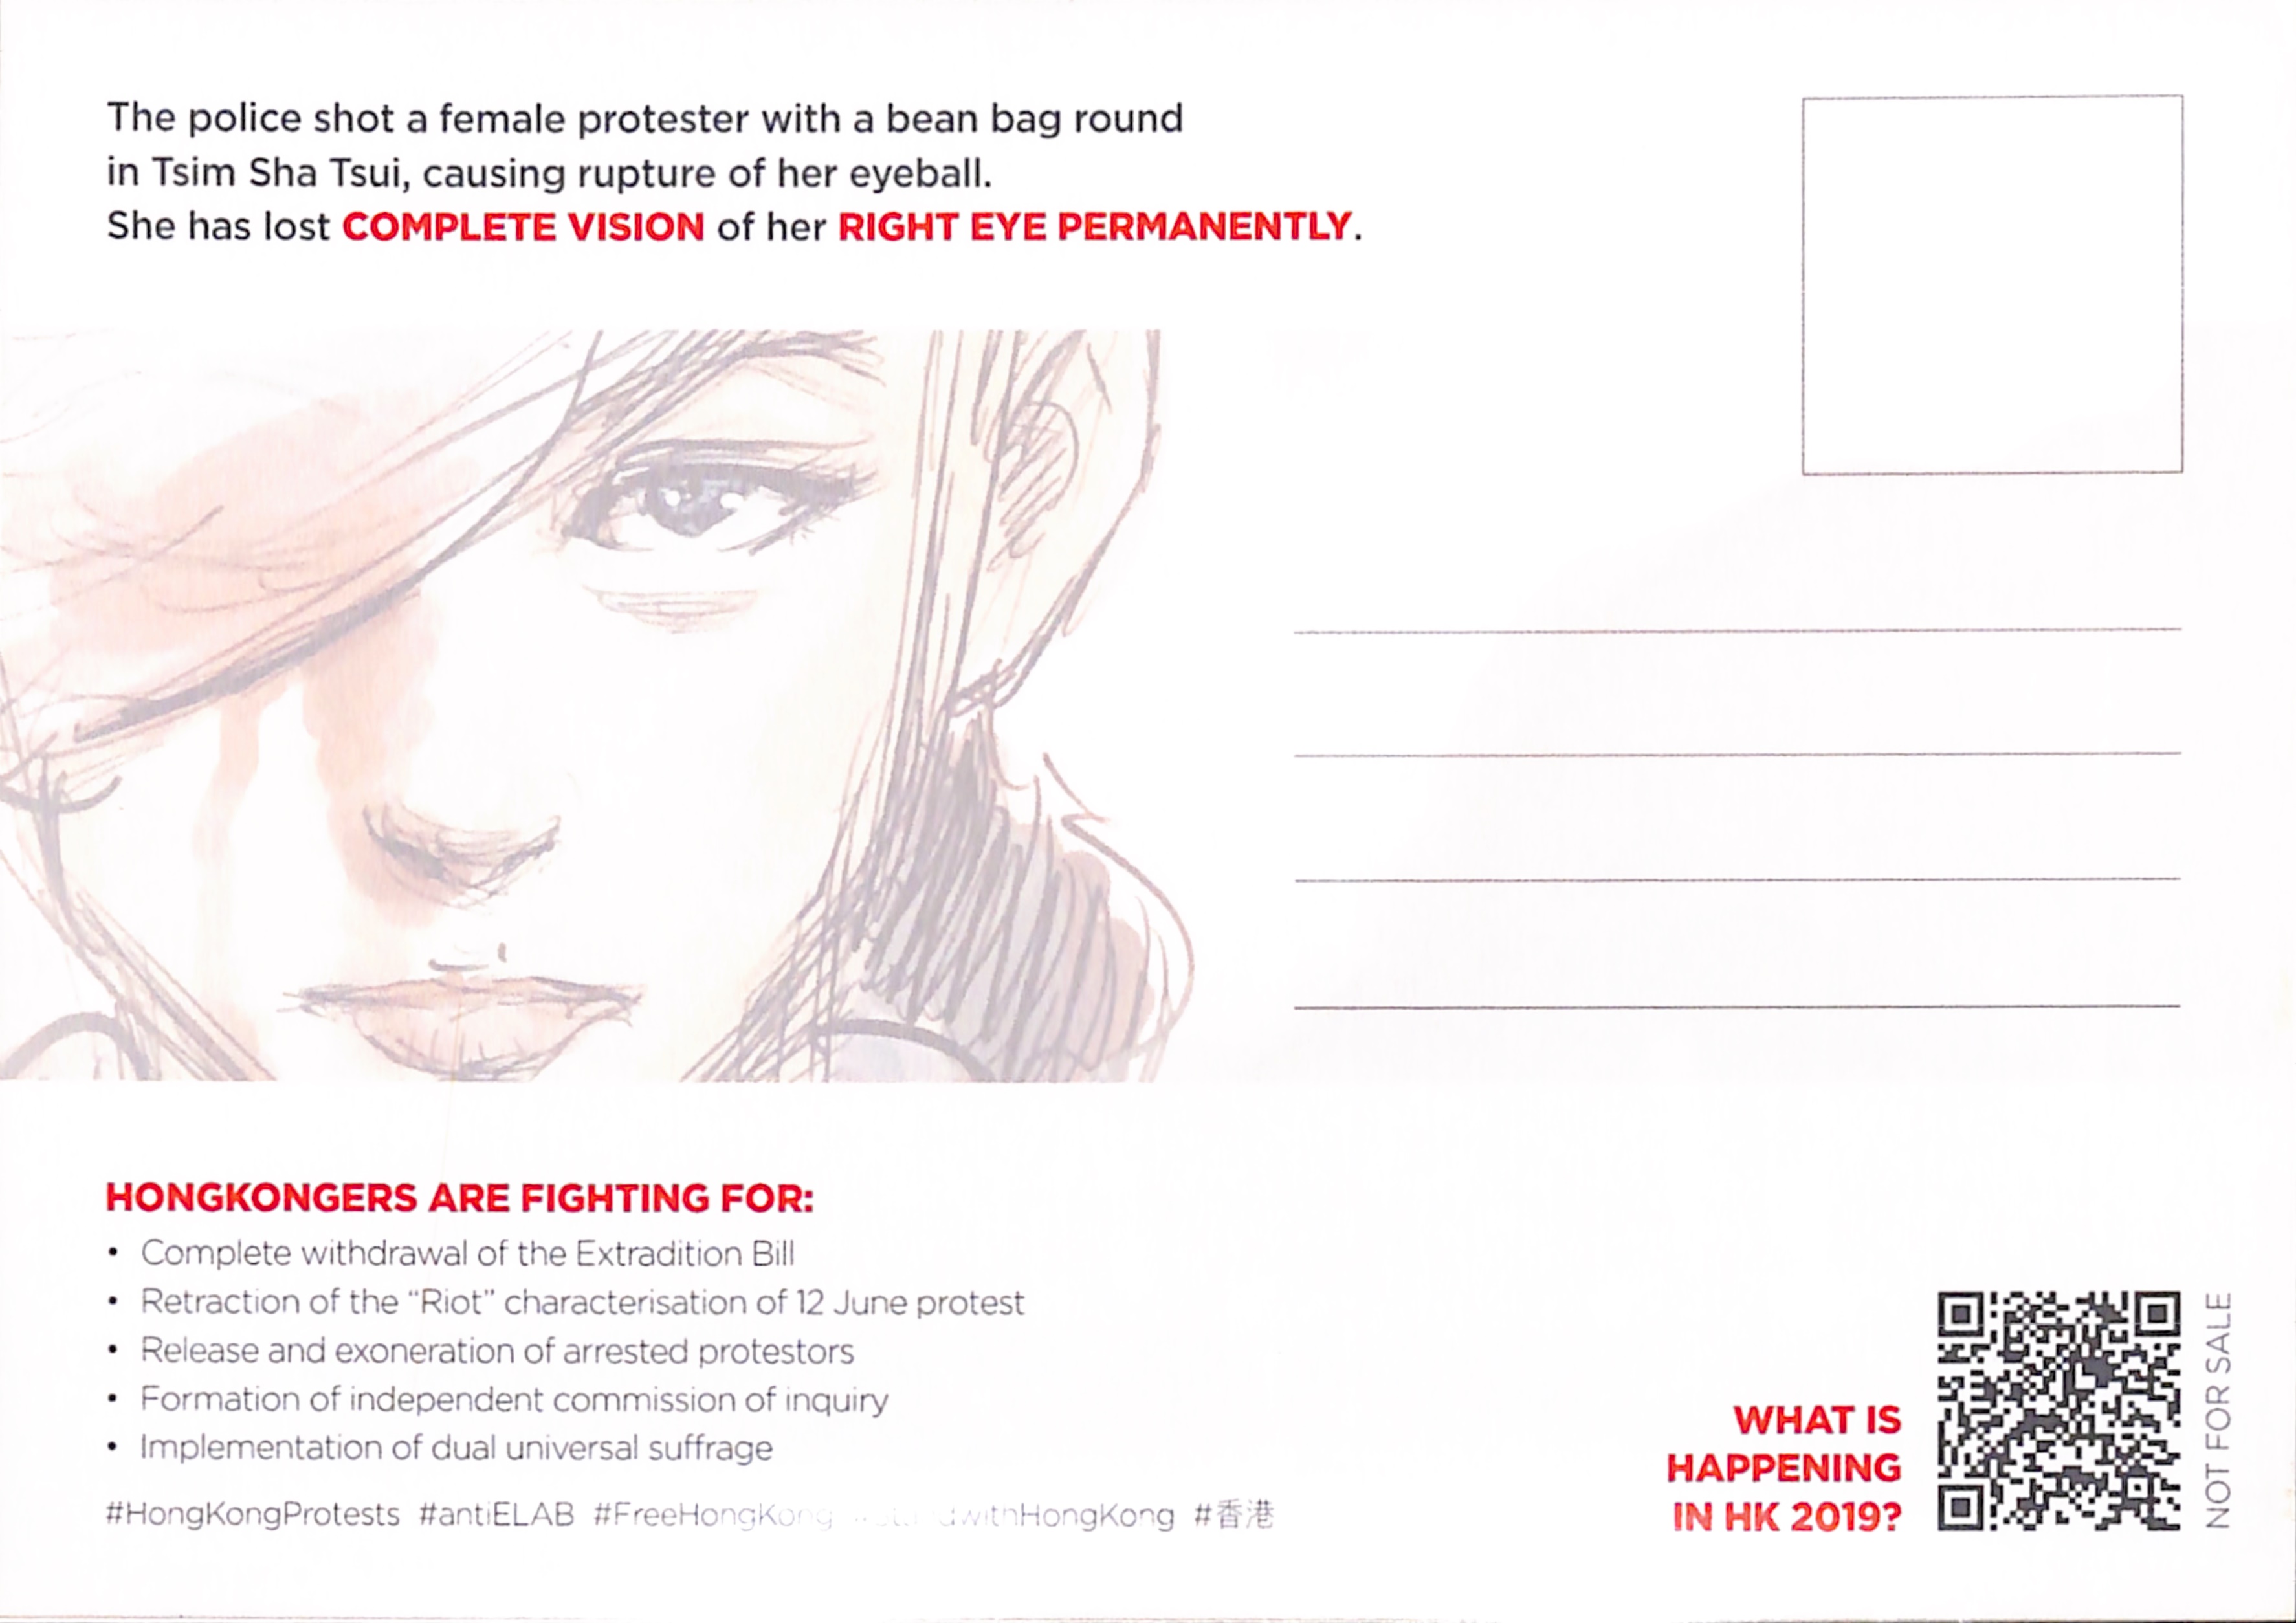 The police shot a female protester with a bean bag round
in Tsim Sha Tsui, causing rupture of her eyeball.
She has lost COMPLETE VISION of her RIGHT EYE PERMANENTLY.
HONGKONGERS ARE FIGHTING FOR:
• Complete withdrawal of the Extradition Bill
• Retraction of the “Riot” characterisation of 12 June protest
• Release and exoneration of arrested protestors
• Formation of independent commission of inquiry
• Implementation of dual universal suffrage
#HongKongProtests #antiELAB #FreeHongKong #香港
WHAT IS
HAPPENING
IN HK 2019?
NOT FOR SALE